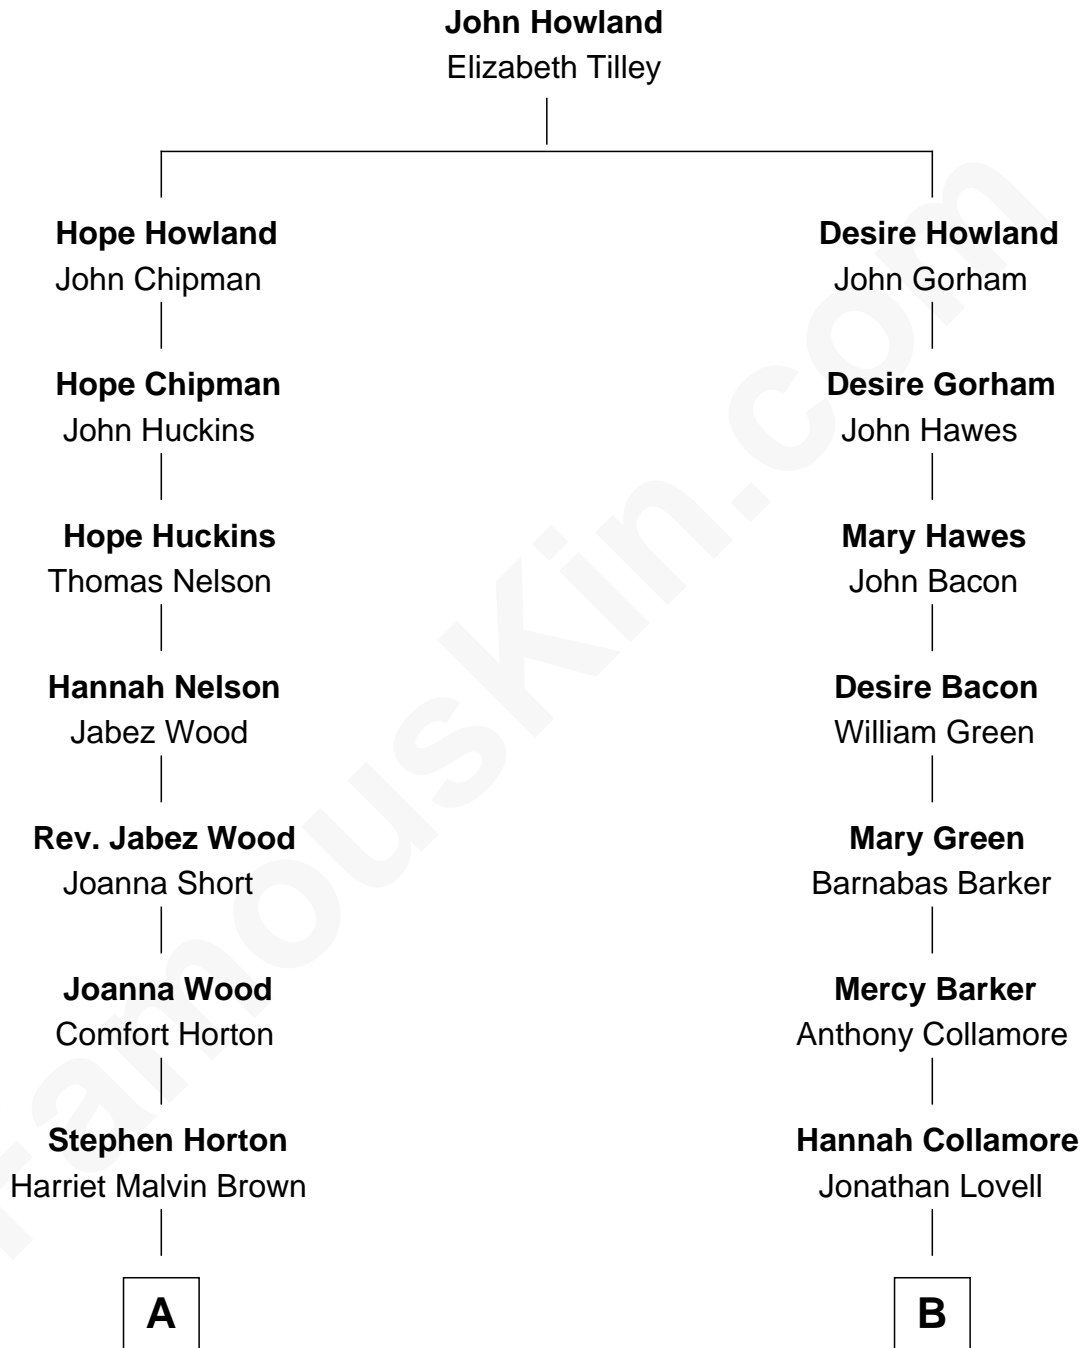 John Howland
Elizabeth Tilley
Hope Howland
John Chipman
Desire Howland
John Gorham
Hope Chipman
John Huckins
Desire Gorham
John Hawes
Hope Huckins
Thomas Nelson
Mary Hawes
John Bacon
Hannah Nelson
Jabez Wood
Desire Bacon
William Green
Rev. Jabez Wood
Joanna Short
Mary Green
Barnabas Barker
Joanna Wood
Comfort Horton
Mercy Barker
Anthony Collamore
Stephen Horton
Harriet Malvin Brown
Hannah Collamore
Jonathan Lovell
A
B
FamousKin.com